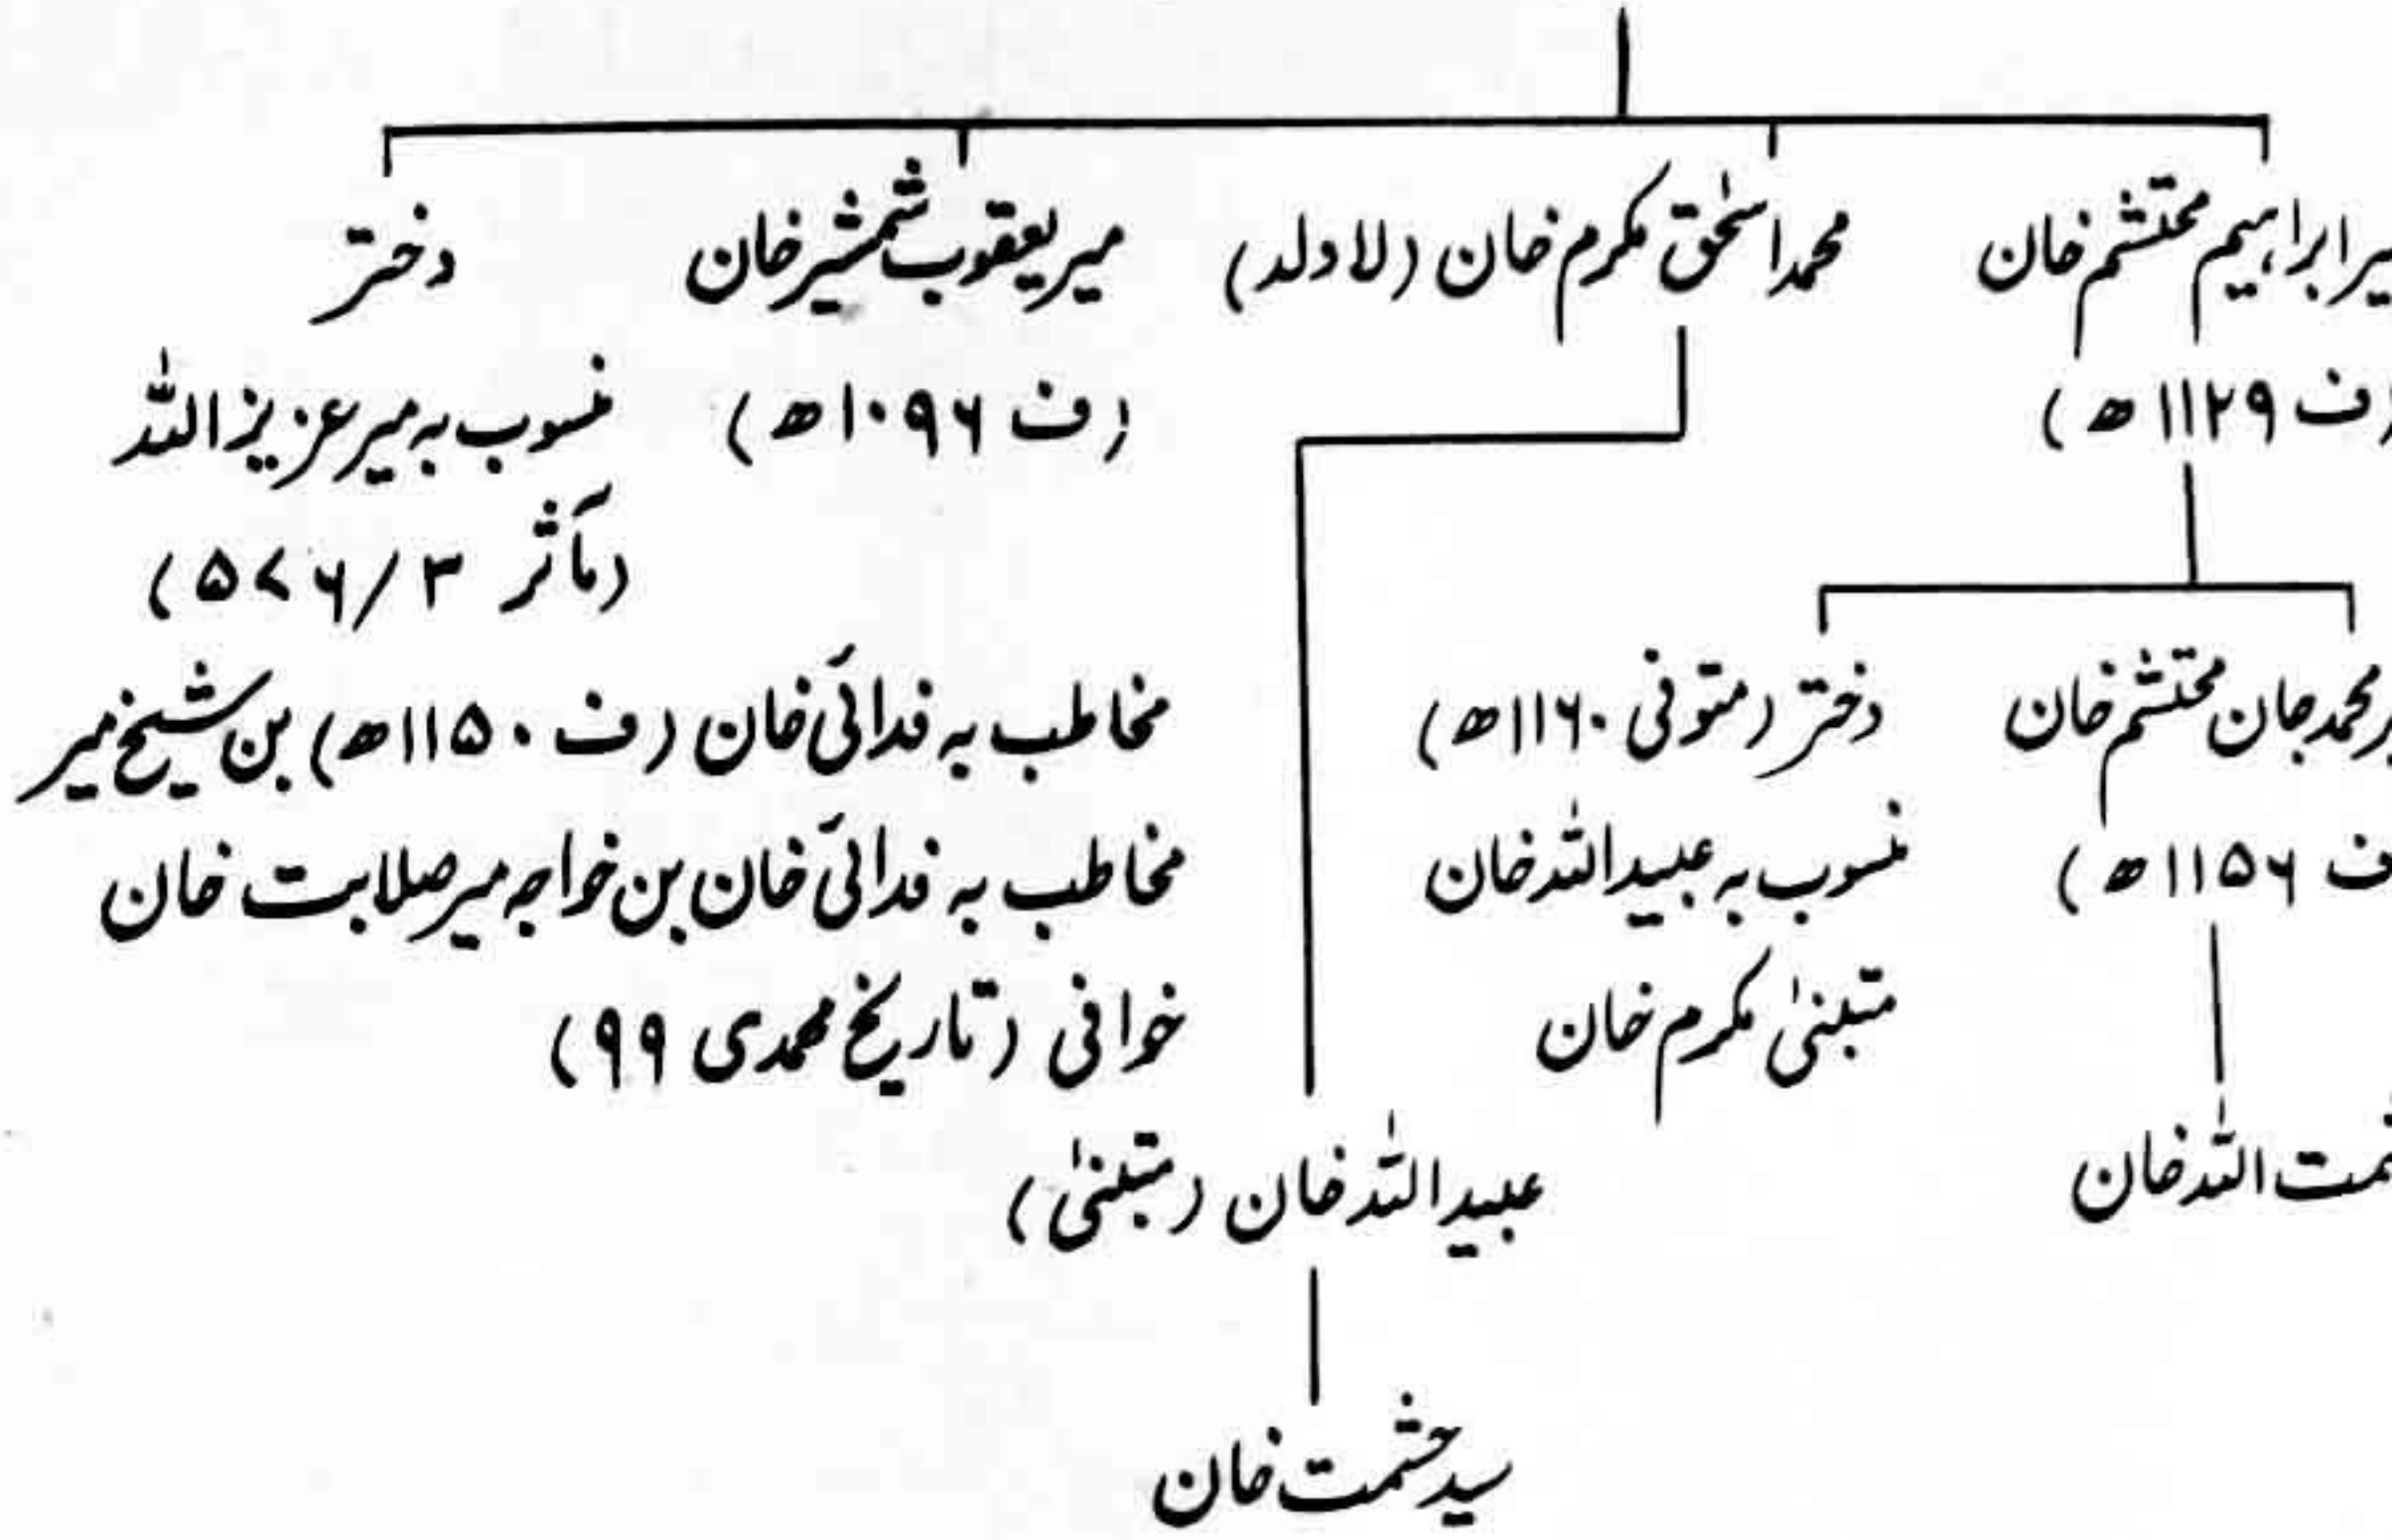 میر ابراہیم محتشم خان
محمد اسحٰق مکرم خان (لاولد)
میر یعقوب شمشیر خان
دختر
(ف ۱۱۲۹ھ)
(ف ۱۰۹۶ھ)
منسوب بہ میر عزیز اللہ
(مآثر ۳/۵۷۶)
محمد جان محتشم خان
دختر (متوفی ۱۱۶۰ھ)
مخاطب بہ فدائی خان (ف ۱۱۵۰ھ) بن شیخ میر
ف ۱۱۵۶ھ)
منسوب بہ عبیداللہ خان
مخاطب بہ فدائی خان بن خواجہ میر صلابت خان
متبنیٰ مکرم خان
خوافی (تاریخ محمدی ۹۹)
اللہ خان
عبیداللہ خان (متبنیٰ)
سید حشمت خان